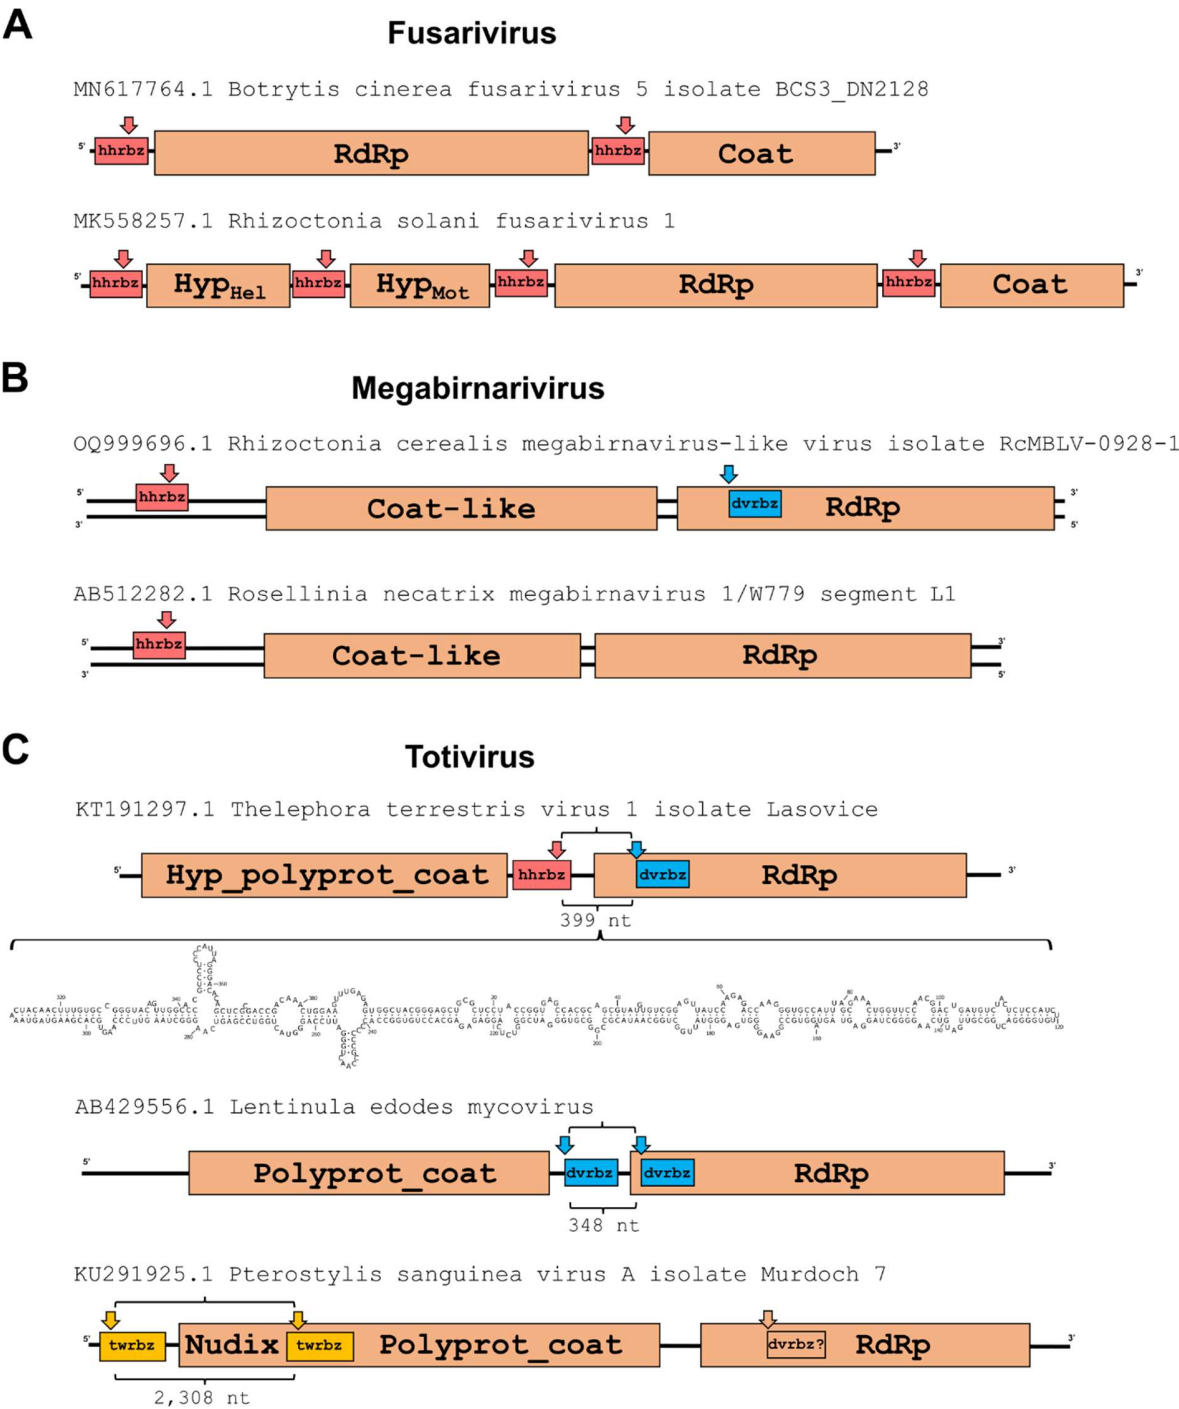 A
Fusarivirus
MN617764.1 Botrytis cinerea fusarivirus 5 isolate BCS3_DN2128
5' hhrbz RdRp hhrbz Coat 3'
MK558257.1 Rhizoctonia solani fusarivirus 1
5' hhrbz HypHel hhrbz HypMot hhrbz RdRp hhrbz Coat 3'
B
Megabirnarivirus
OQ999696.1 Rhizoctonia cerealis megabirnavirus-like virus isolate RcMBLV-0928-1
5' hhrbz Coat-like dvrbz RdRp 3'
3' 5'
AB512282.1 Rosellinia necatrix megabirnavirus 1/W779 segment L1
5' hhrbz Coat-like RdRp 3'
3' 5'
C
Totivirus
KT191297.1 Thelephora terrestris virus 1 isolate Lasovice
5' Hyp_polyprot_coat hhrbz dvrbz RdRp 3'
399 nt
AB429556.1 Lentinula edodes mycovirus
5' Polyprot_coat dvrbz dvrbz RdRp 3'
348 nt
KU291925.1 Pterostylis sanguinea virus A isolate Murdoch 7
5' twrbz Nudix twrbz Polyprot_coat dvrbz? RdRp 3'
2,308 nt